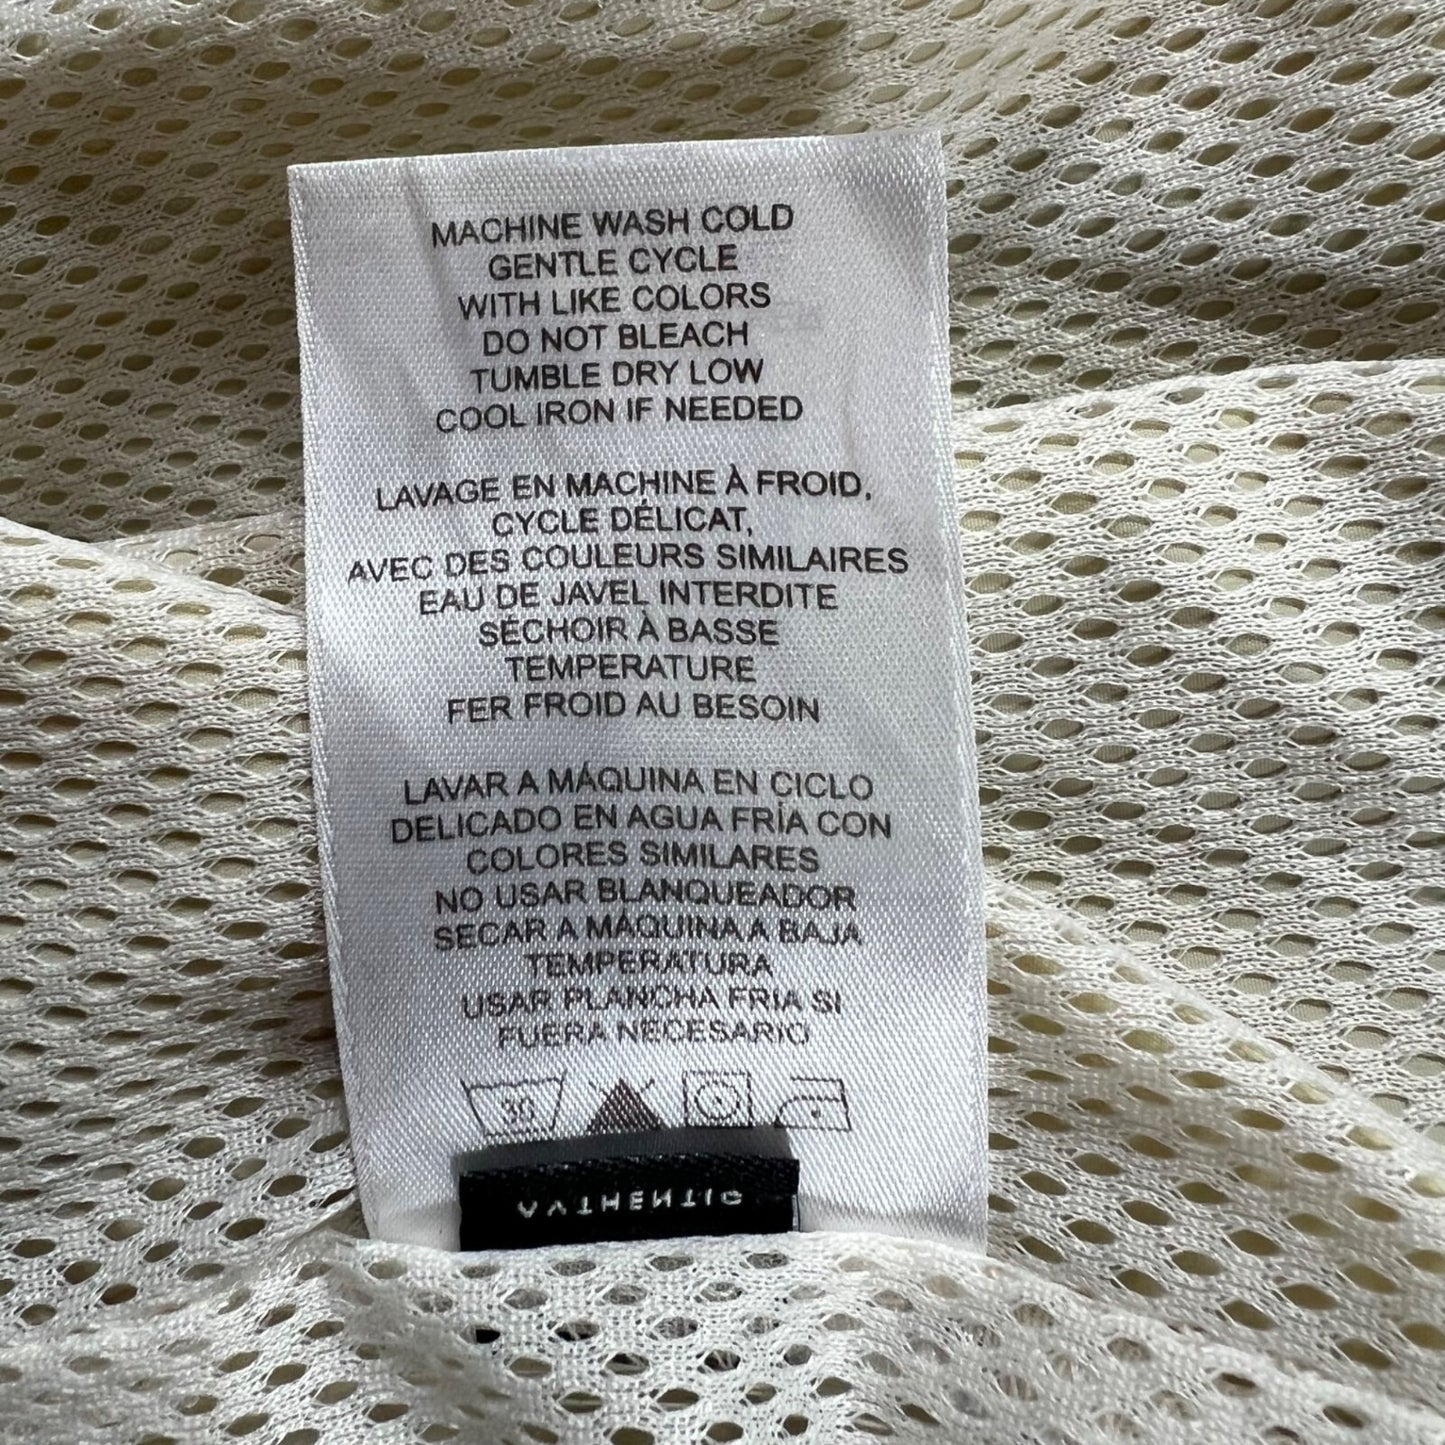 MACHINE WASH COLD
GENTLE CYCLE
WITH LIKE COLORS
DO NOT BLEACH
TUMBLE DRY LOW
COOL IRON IF NEEDED
LAVAGE EN MACHINE À FROID,
CYCLE DÉLICAT,
AVEC DES COULEURS SIMILAIRES
EAU DE JAVEL INTERDITE
SÉCHOIR À BASSE
TEMPERATURE
FER FROID AU BESOIN
LAVAR A MÁQUINA EN CICLO
DELICADO EN AGUA FRÍA CON
COLORES SIMILARES
NO USAR BLANQUEADOR
SECAR A MÁQUINA A BAJA
TEMPERATURA
USAR PLANCHA FRIA SI
FUERA NECESARIO
30
AUTHENTIC